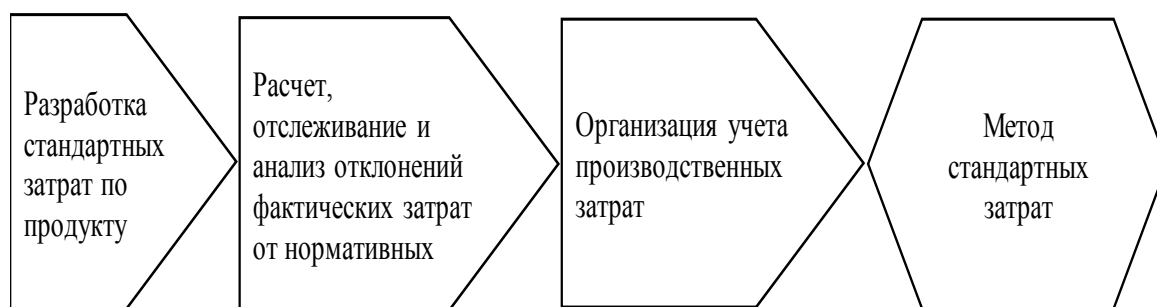 Разработка
стандартных
затрат по
продукту
Расчет,
отслеживание и
анализ отклонений
фактических затрат
от нормативных
Организация учета
производственных
затрат
Метод
стандартных
затрат